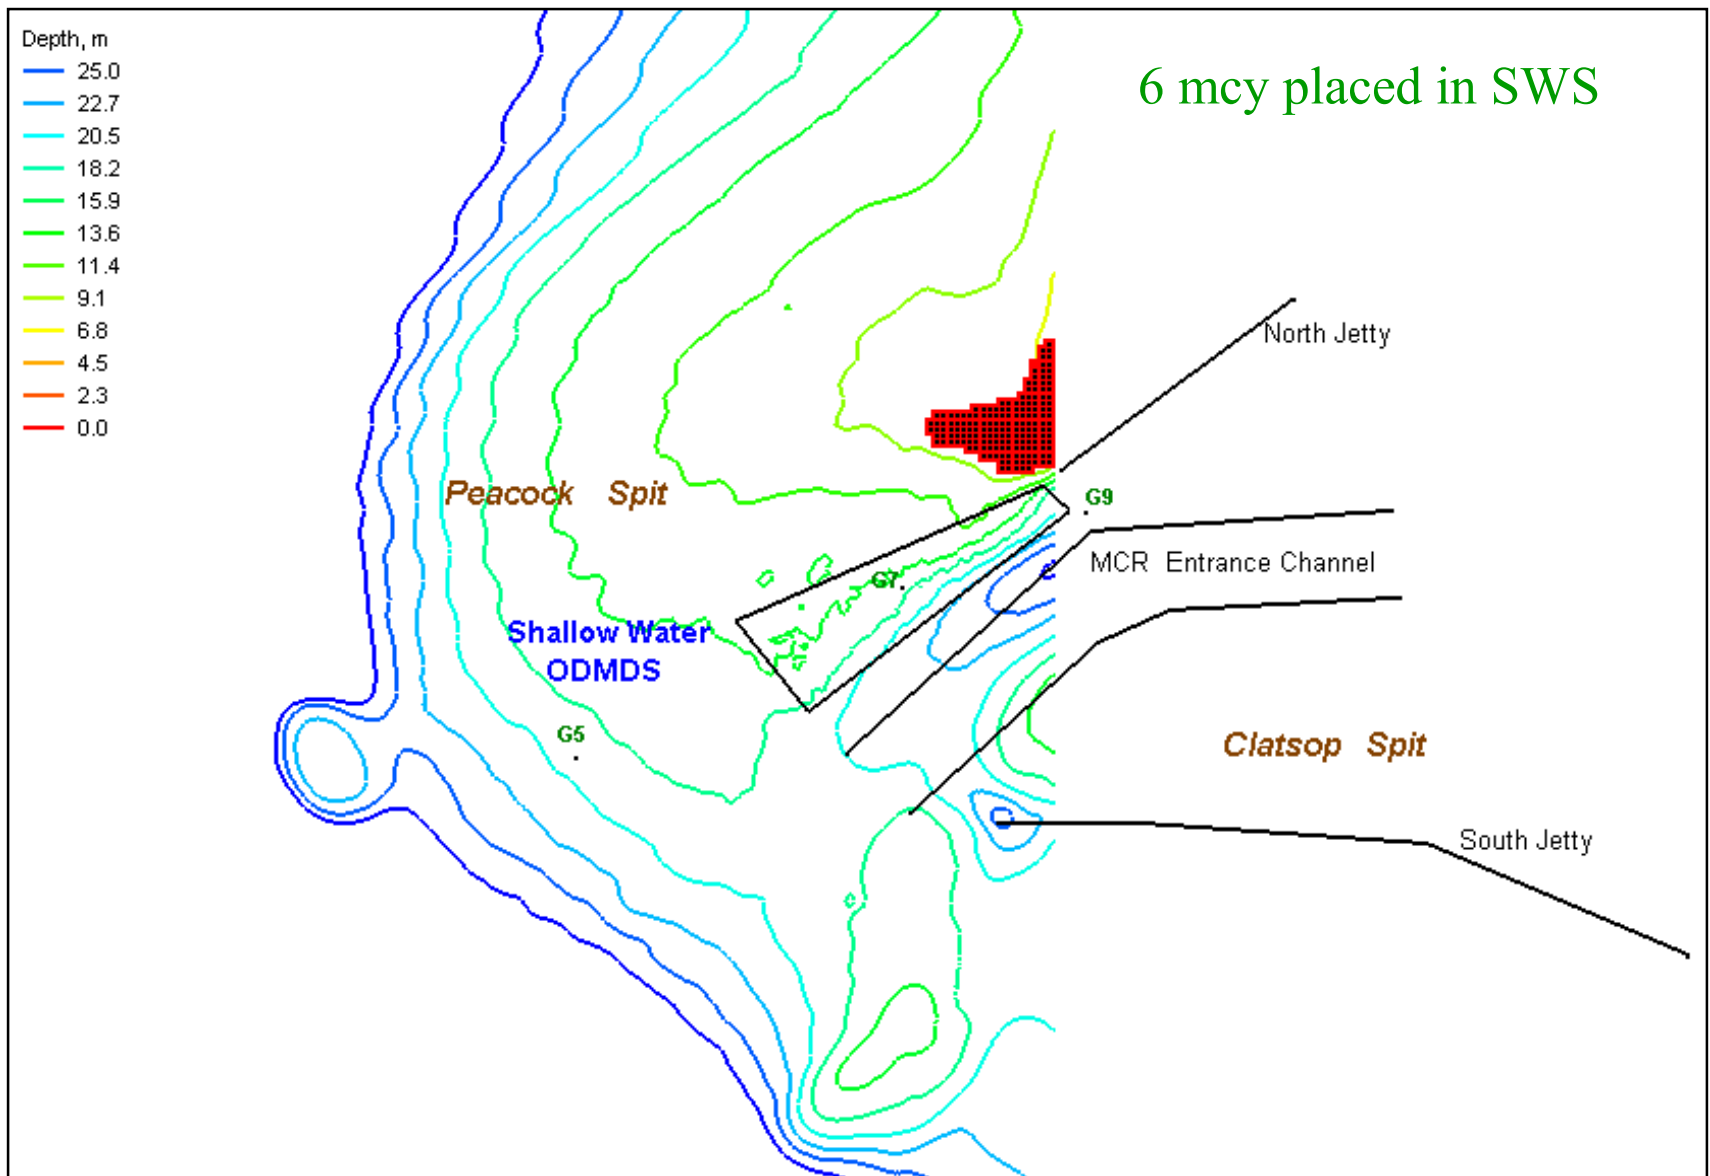 Depth, m
25.0
22.7
20.5
18.2
15.9
13.6
11.4
9.1
6.8
4.5
2.3
0.0
6 mcy placed in SWS
North Jetty
Peacock Spit
G9
MCR Entrance Channel
G7
Shallow Water
ODMDS
G5
Clatsop Spit
South Jetty